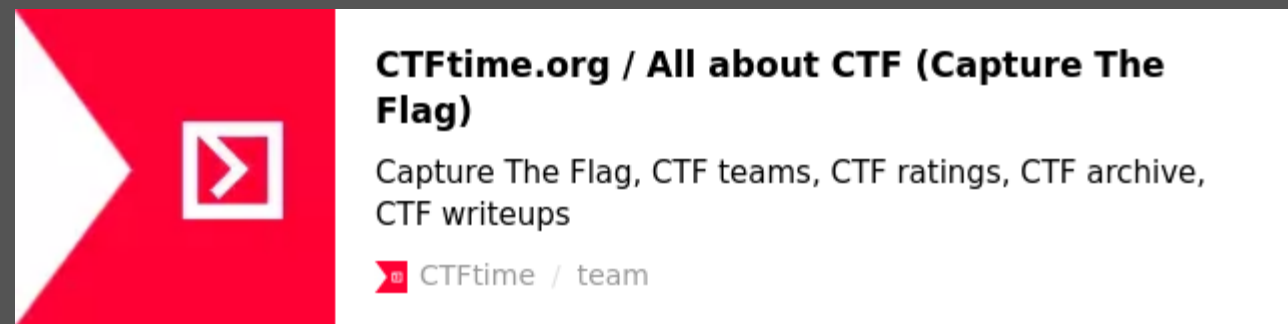 CTFtime.org / All about CTF (Capture The
Flag)
Capture The Flag, CTF teams, CTF ratings, CTF archive,
CTF writeups
CTFtime / team